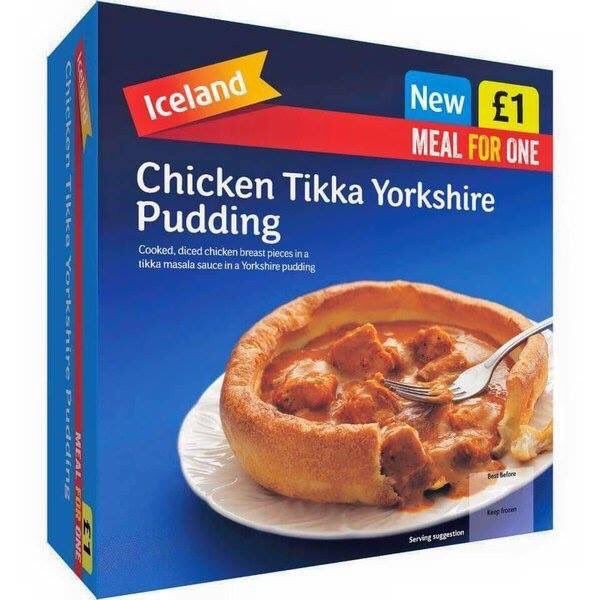 Iceland
New £1
MEAL FOR ONE
Chicken Tikka Yorkshire
Pudding
Cooked, diced chicken breast pieces in a
tikka masala sauce in a Yorkshire pudding
Best Before
Keep frozen
Serving suggestion
Chicken Tikka Yorkshire Pudding
MEAL FOR ONE
£1